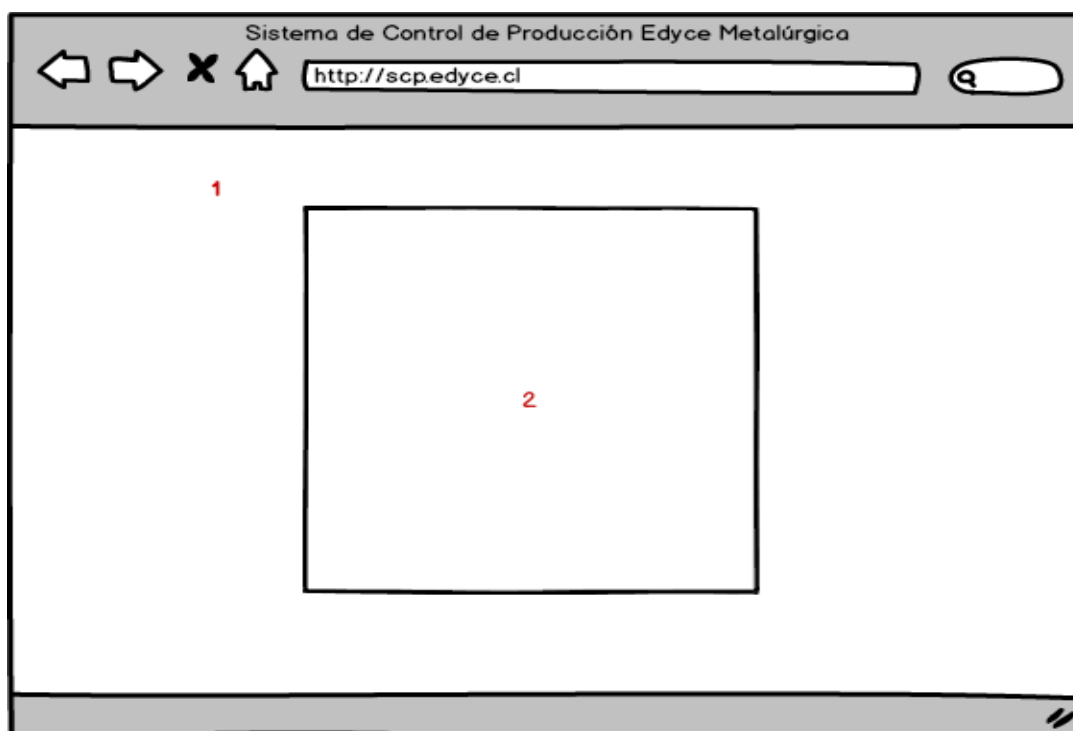 Sistema de Control de Producción Edyce Metalúrgica
http://scp.edyce.cl
1
2